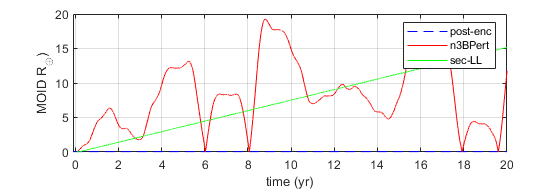 20
15
10
5
0
MOID R⊕)
0 2 4 6 8 10 12 14 16 18 20
time (yr)
post-enc
n3BPert
sec-LL